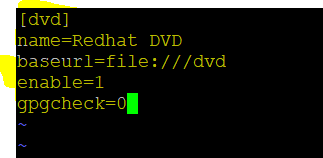 [dvd]
name=Redhat DVD
baseurl=file:///dvd
enable=1
gpgcheck=0
~
~